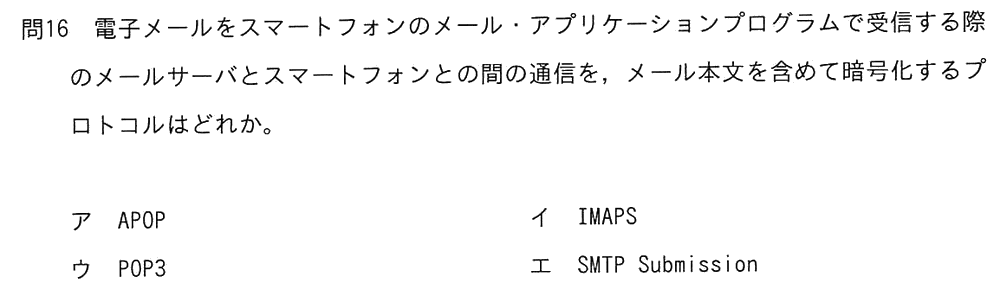 問16 電子メールをスマートフォンのメール・アプリケーションプログラムで受信する際
のメールサーバとスマートフォンとの間の通信を，メール本文を含めて暗号化するプ
ロトコルはどれか。
ア APOP イ IMAPS
ウ POP3 エ SMTP Submission